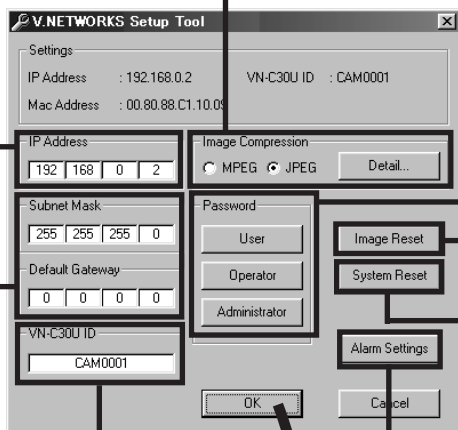 V.NETWORKS Setup Tool
Settings
IP Address : 192.168.0.2 VN-C30U ID : CAM0001
Mac Address : 00.80.88.C1.10.09
IP Address
192 168 0 2
Image Compression
MPEG JPEG Detail...
Subnet Mask
255 255 255 0
Default Gateway
0 0 0 0
Password
User
Operator
Administrator
Image Reset
System Reset
VN-C30U ID
CAM0001
Alarm Settings
OK Cancel